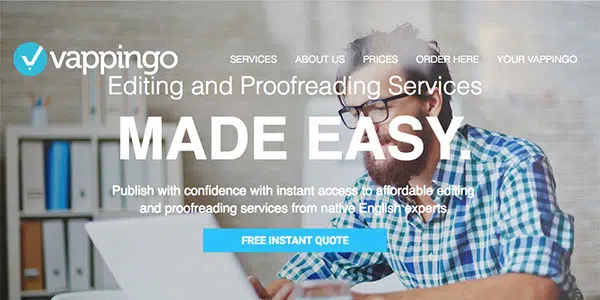 vappingo
SERVICES ABOUT US PRICES ORDER HERE YOUR VAPPINGO
Editing and Proofreading Services
MADE EASY.
Publish with confidence with instant access to affordable editing
and proofreading services from native English experts.
FREE INSTANT QUOTE